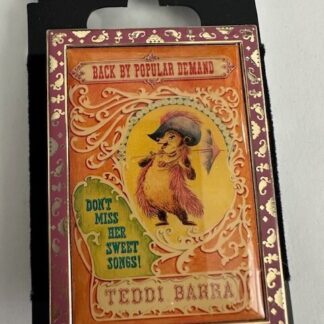 BACK BY POPULAR DEMAND
DON'T
MISS
HER
SWEET
SONGS!
TEDDI BARRA